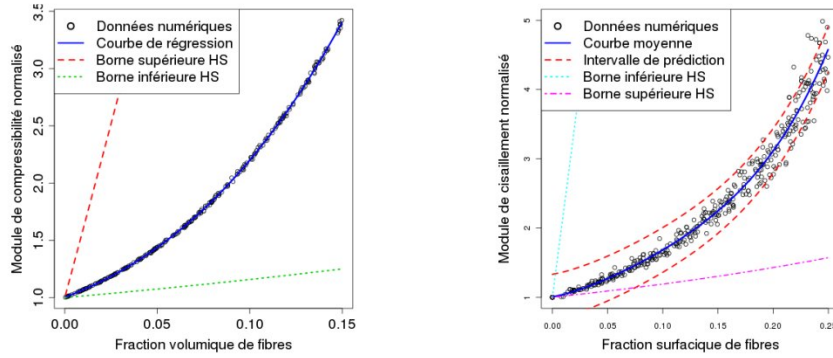 Module de compressibilité normalisé
3.5
3.0
2.5
2.0
1.5
1.0
Données numériques
Courbe de régression
Borne supérieure HS
Borne inférieure HS
0.00
0.05
0.10
0.15
Fraction volumique de fibres
Module de cisaillement normalisé
5
4
3
2
1
Données numériques
Courbe moyenne
Intervalle de prédiction
Borne inférieure HS
Borne supérieure HS
0.00
0.05
0.10
0.15
0.20
0.25
Fraction surfacique de fibres